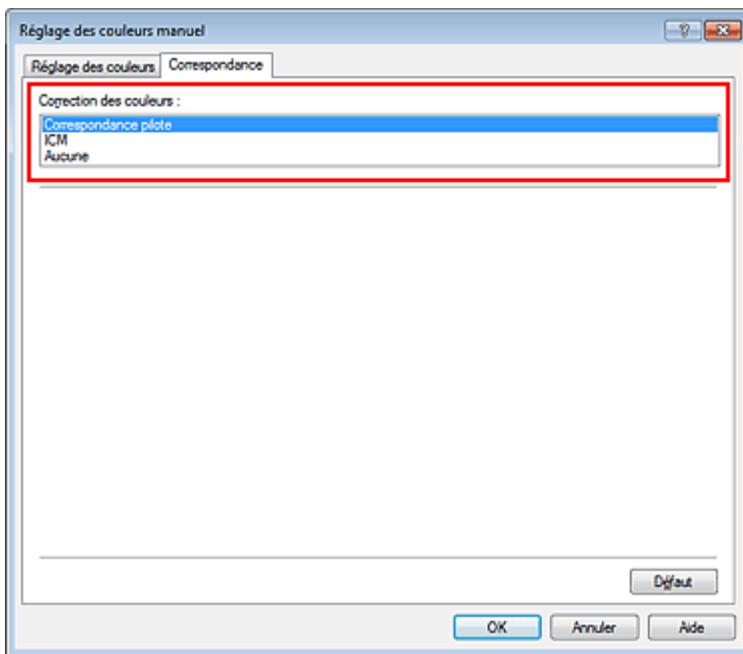 Réglage des couleurs manuel
Réglage des couleurs Correspondance
Correction des couleurs :
Correspondance pilote
ICM
Aucune
Défaut
OK Annuler Aide